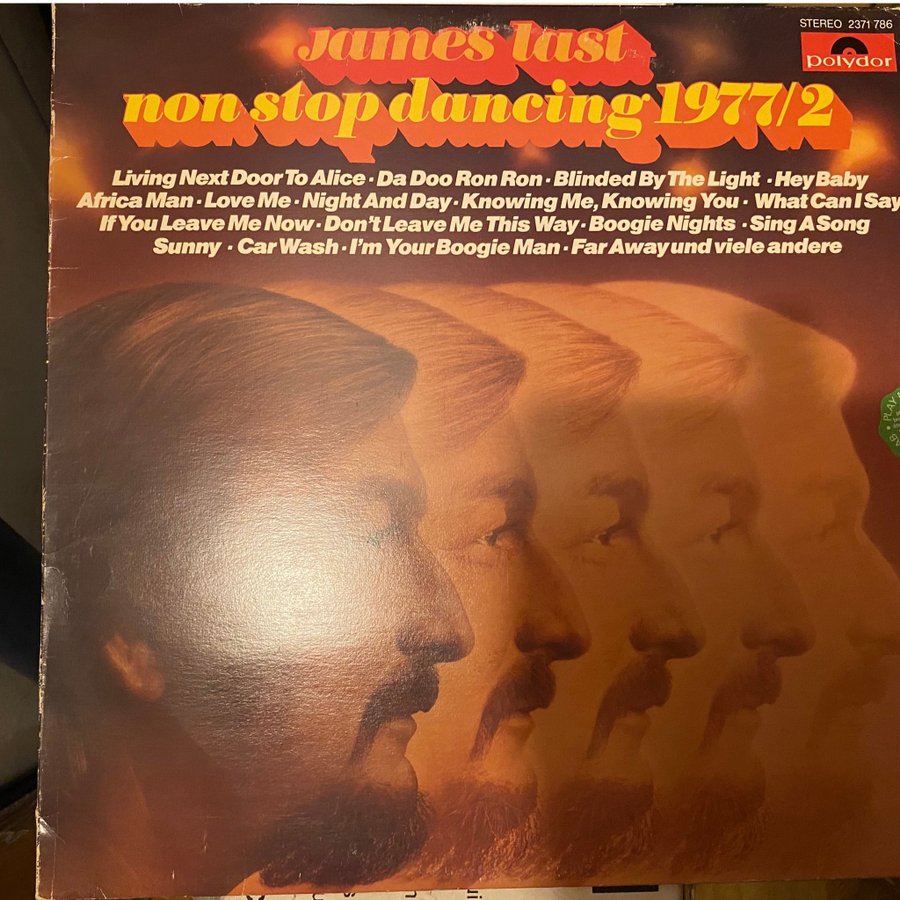 STEREO 2371 786
polydor
James last
non stop dancing 1977/2
Living Next Door To Alice · Da Doo Ron Ron · Blinded By The Light · Hey Baby
Africa Man · Love Me · Night And Day · Knowing Me, Knowing You · What Can I Say
If You Leave Me Now · Don't Leave Me This Way · Boogie Nights · Sing A Song
Sunny · Car Wash · I'm Your Boogie Man · Far Away und viele andere
PLAY